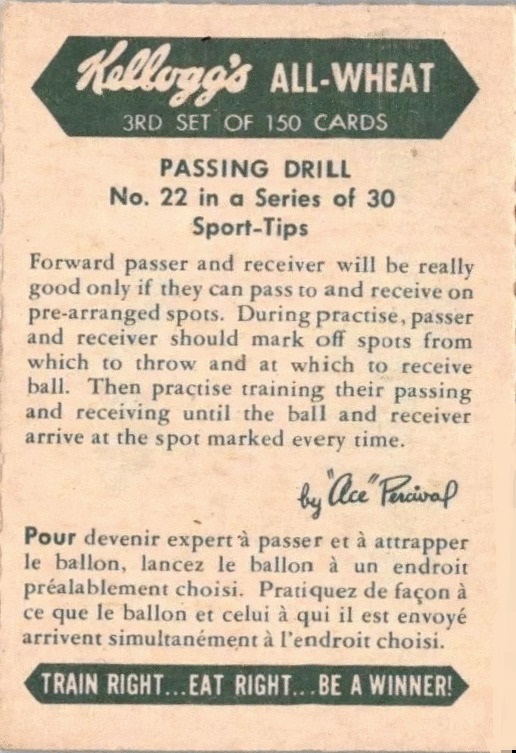 Kellogg's ALL-WHEAT
3RD SET OF 150 CARDS
PASSING DRILL
No. 22 in a Series of 30
Sport-Tips
Forward passer and receiver will be really
good only if they can pass to and receive on
pre-arranged spots. During practise, passer
and receiver should mark off spots from
which to throw and at which to receive
ball. Then practise training their passing
and receiving until the ball and receiver
arrive at the spot marked every time.
by "Ace" Percival
Pour devenir expert à passer et à attrapper
le ballon, lancez le ballon à un endroit
préalablement choisi. Pratiquez de façon à
ce que le ballon et celui à qui il est envoyé
arrivent simultanément à l'endroit choisi.
TRAIN RIGHT...EAT RIGHT...BE A WINNER!